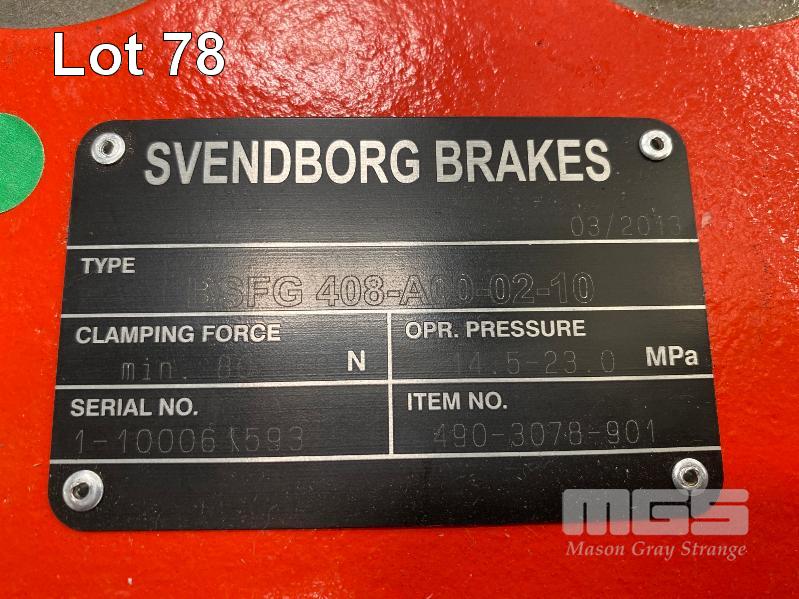 Lot 78
SVENDBORG BRAKES
03/2013
TYPE
BSFG 408-A00-02-10
CLAMPING FORCE
min. N
OPR. PRESSURE
14.5-23.0 MPa
SERIAL NO.
ITEM NO.
490-3078-901
MGS
Mason Gray Strange